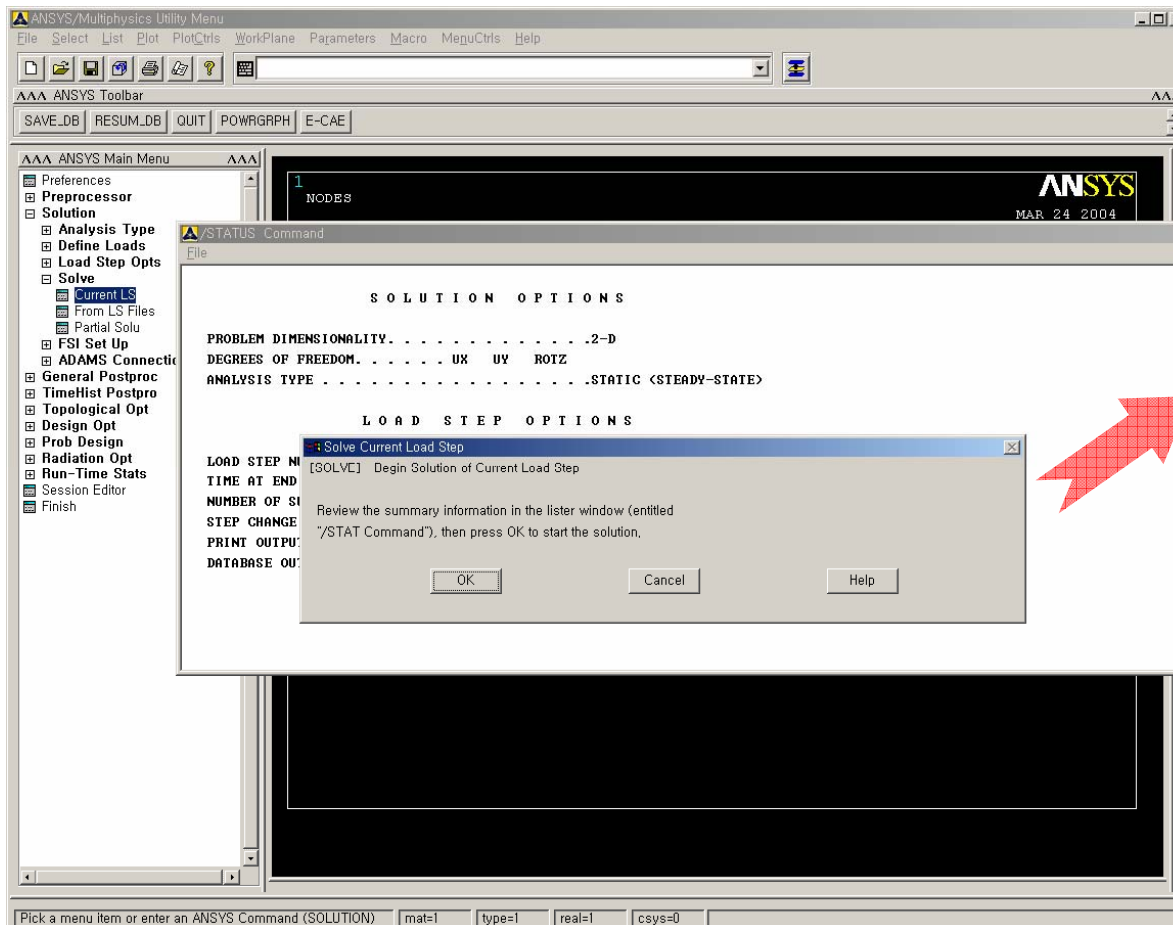 ANSYS/Multiphysics Utility Menu
File Select List Plot PlotCtrls WorkPlane Parameters Macro MenuCtrls Help
ANSYS Toolbar
SAVE_DB RESUM_DB QUIT POWRGRPH E-CAE
ANSYS Main Menu
Preferences
Preprocessor
Solution
Analysis Type
Define Loads
Load Step Opts
Solve
Current LS
From LS Files
Partial Solu
FSI Set Up
ADAMS Connectic
General Postproc
TimeHist Postpro
Topological Opt
Design Opt
Prob Design
Radiation Opt
Run-Time Stats
Session Editor
Finish
1
NODES
ANSYS
MAR 24 2004
/STATUS Command
File
SOLUTION OPTIONS
PROBLEM DIMENSIONALITY. . . . . . . . . . . . .2-D
DEGREES OF FREEDOM. . . . . . UX UY ROTZ
ANALYSIS TYPE . . . . . . . . . . . . . . . . .STATIC (STEADY-STATE)
LOAD STEP OPTIONS
LOAD STEP
TIME AT END
NUMBER OF
STEP CHANGE
PRINT OUTPU
DATABASE OU
Solve Current Load Step
[SOLVE] Begin Solution of Current Load Step
Review the summary information in the lister window (entitled
"/STAT Command"), then press OK to start the solution.
OK Cancel Help
Pick a menu item or enter an ANSYS Command (SOLUTION) mat=1 type=1 real=1 csys=0